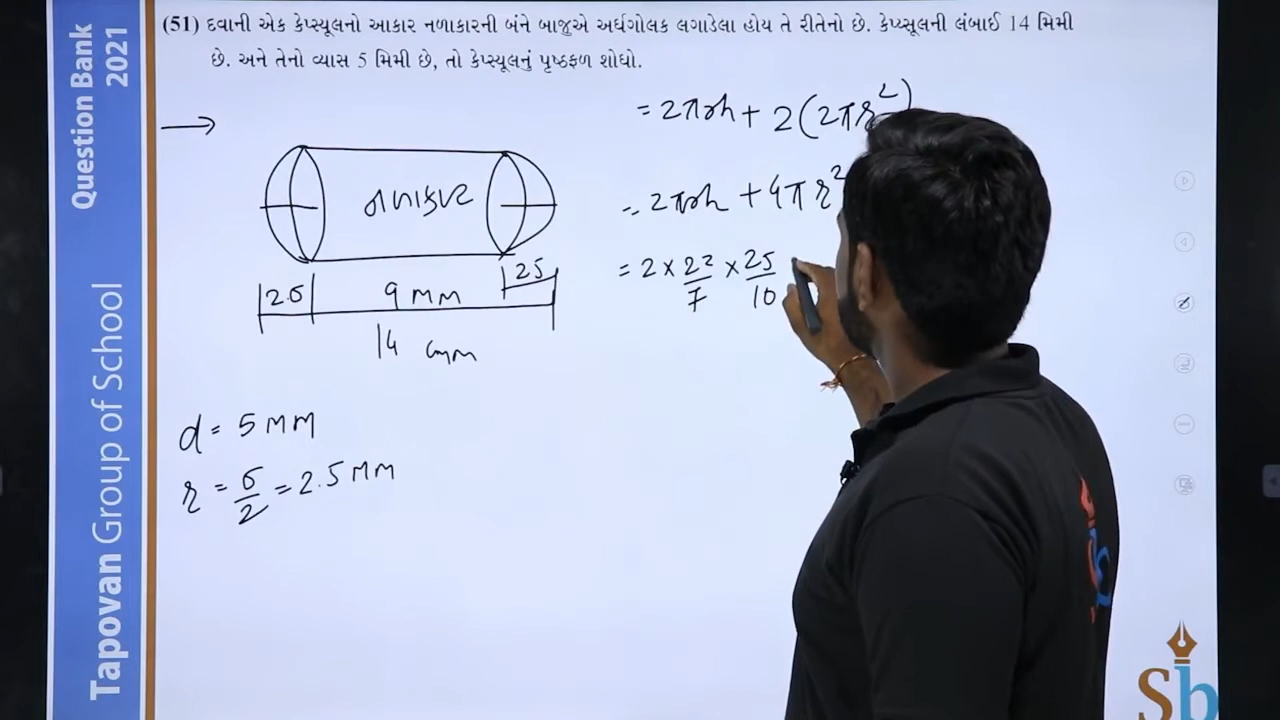 Question Bank
2021
Tapovan Group of School
(51) દવાની એક કેપ્સ્યૂલનો આકાર નળાકારની બંને બાજુએ અર્ધગોલક લગાડેલા હોય તે રીતેનો છે. કેપ્સ્યૂલની લંબાઈ 14 મિમી
છે. અને તેનો વ્યાસ 5 મિમી છે, તો કેપ્સ્યૂલનું પૃષ્ઠફળ શોધો.
→
નળાકાર
2.5
9 mm
25
14 mm
d = 5 mm
r = 5/2 = 2.5 mm
= 2πrh + 2(2πr²)
= 2πrh + 4πr²
= 2 × 22/7 × 25/10
Sb